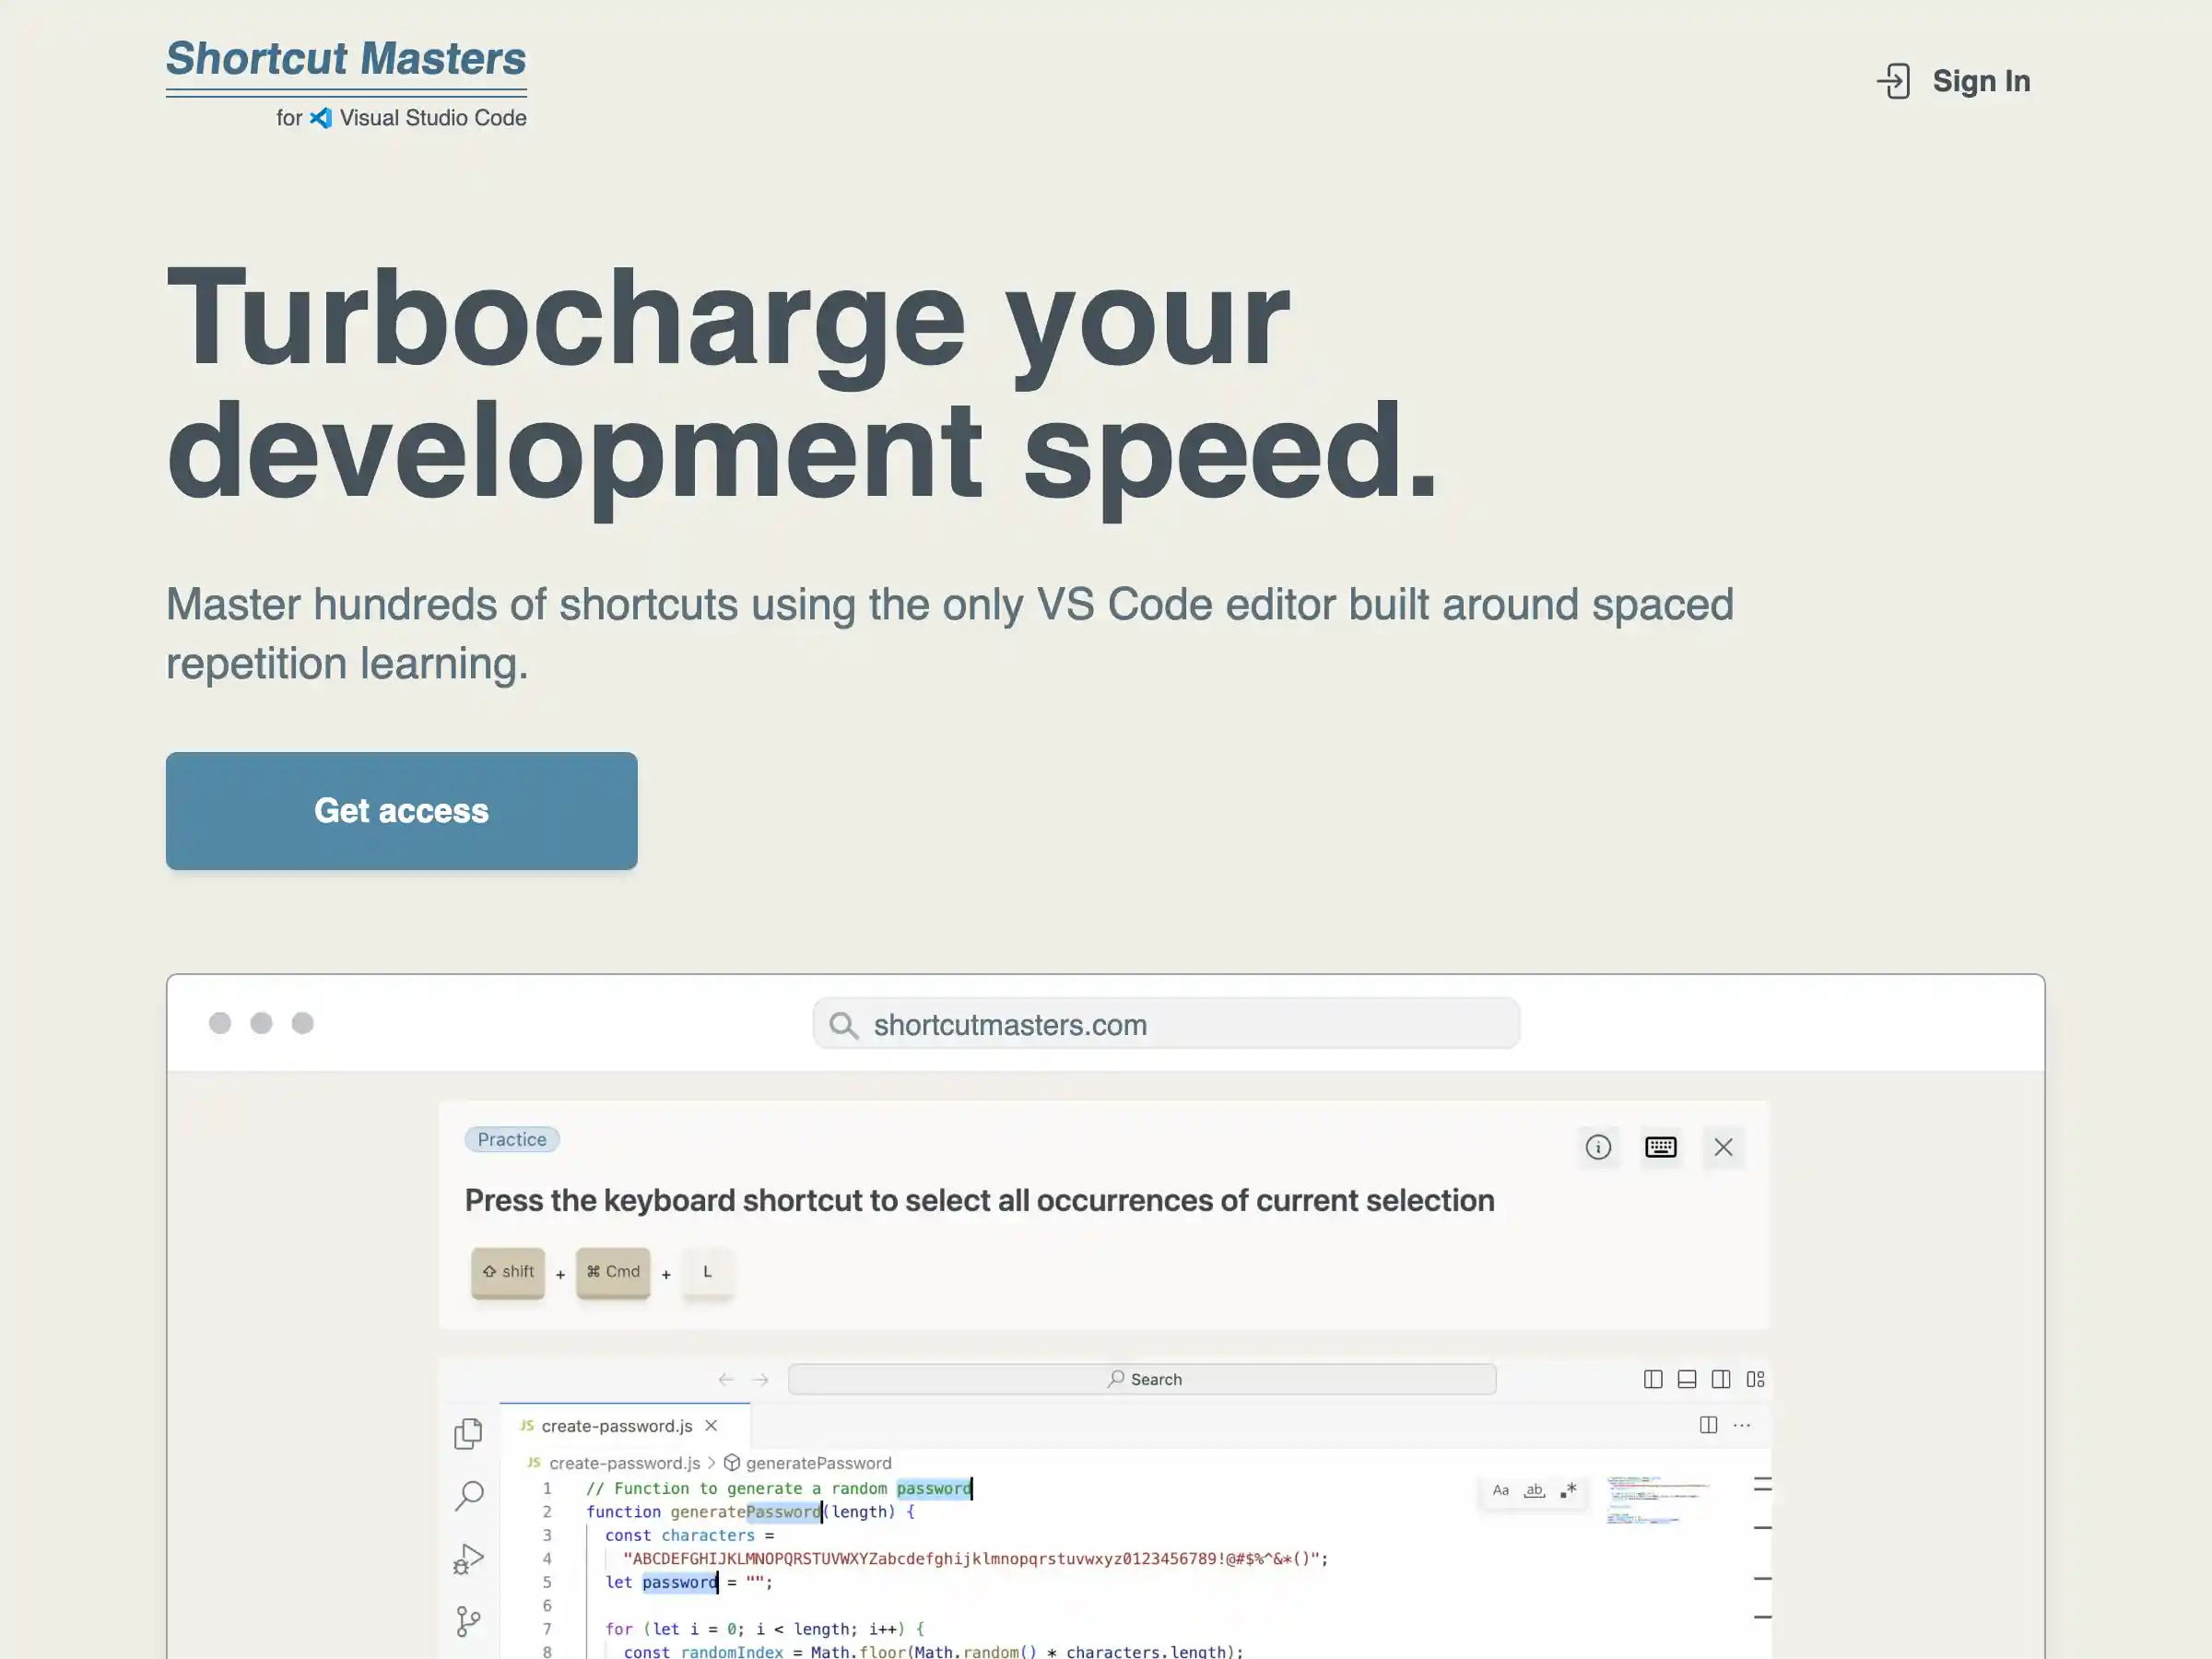 Shortcut Masters
for Visual Studio Code
Sign In
Turbocharge your
development speed.
Master hundreds of shortcuts using the only VS Code editor built around spaced
repetition learning.
Get access
shortcutmasters.com
Practice
Press the keyboard shortcut to select all occurrences of current selection
⇧ shift + ⌘ Cmd + L
Search
JS create-password.js
JS create-password.js > generatePassword
1 // Function to generate a random password
Aa ab .*
2 function generatePassword(length) {
3 const characters =
4 "ABCDEFGHIJKLMNOPQRSTUVWXYZabcdefghijklmnopqrstuvwxyz0123456789!@#$%^&*()";
5 let password = "";
6
7 for (let i = 0; i < length; i++) {
8 const randomIndex = Math.floor(Math.random() * characters.length);